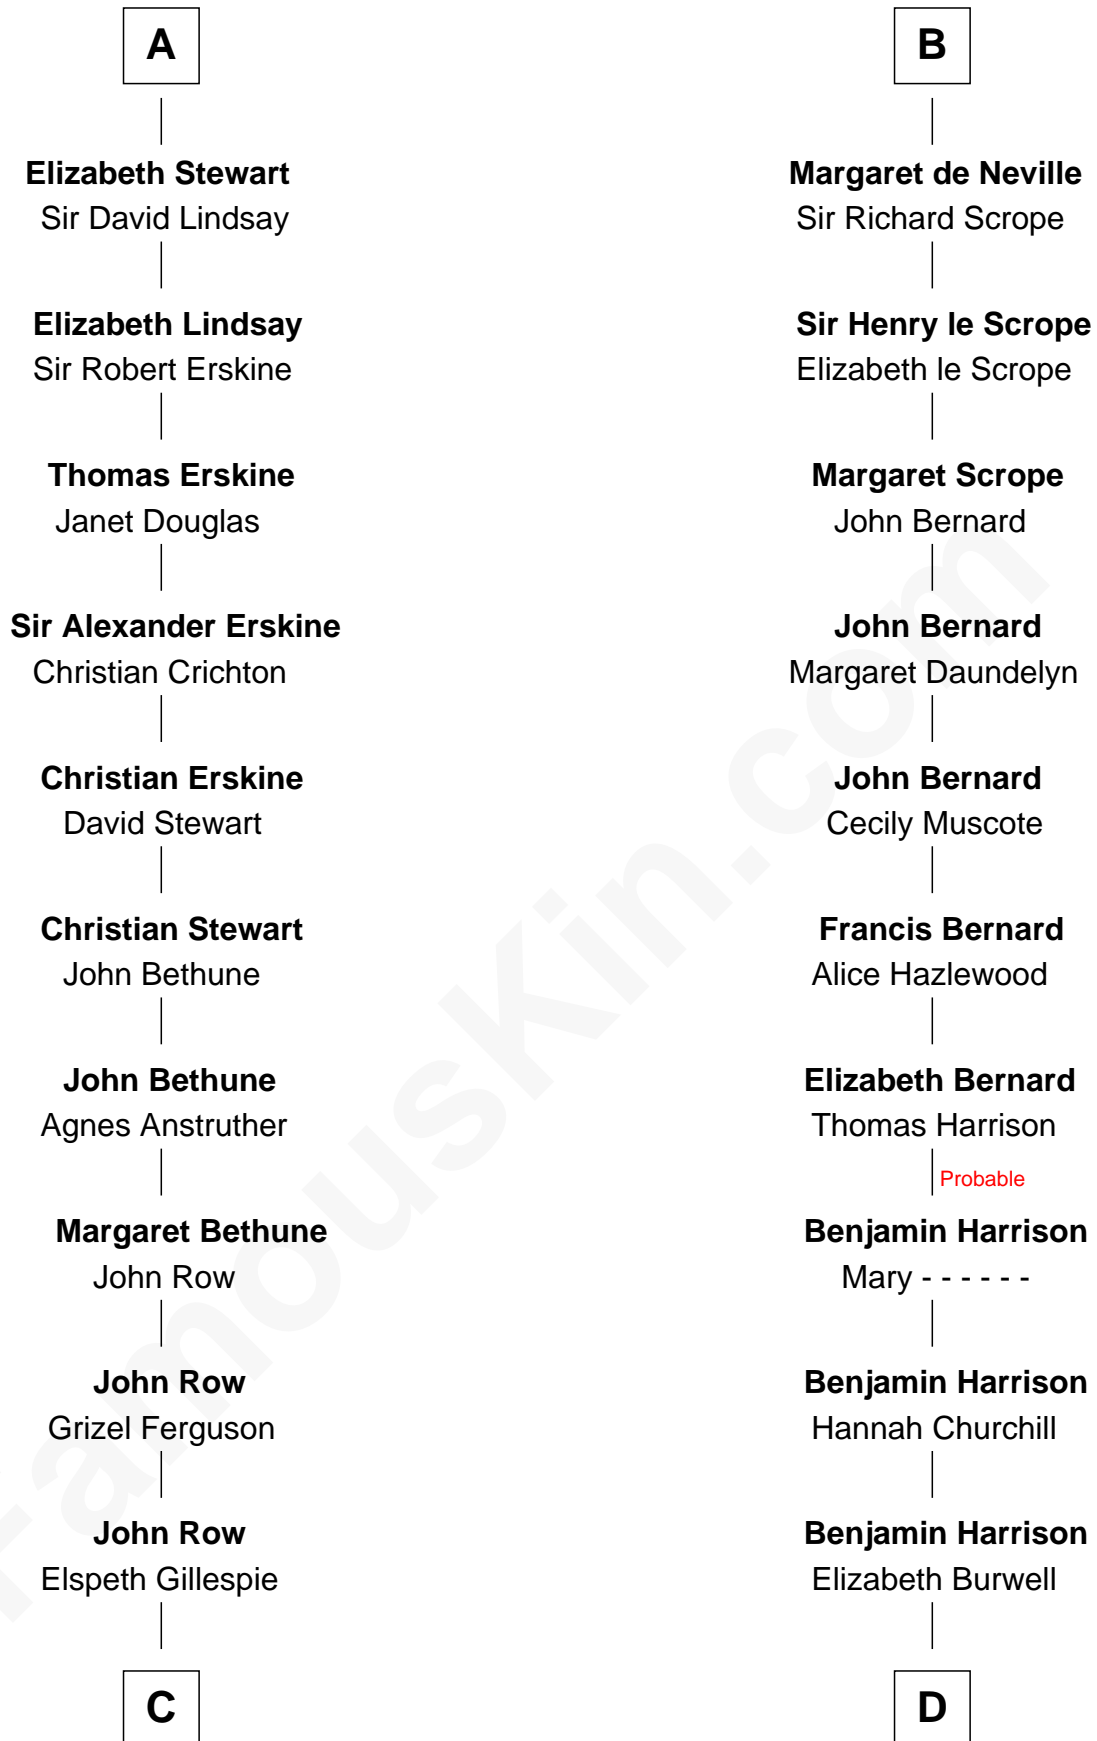 A
Elizabeth Stewart
Sir David Lindsay
Elizabeth Lindsay
Sir Robert Erskine
Thomas Erskine
Janet Douglas
Sir Alexander Erskine
Christian Crichton
Christian Erskine
David Stewart
Christian Stewart
John Bethune
John Bethune
Agnes Anstruther
Margaret Bethune
John Row
John Row
Grizel Ferguson
John Row
Elspeth Gillespie
C
B
Margaret de Neville
Sir Richard Scrope
Sir Henry le Scrope
Elizabeth le Scrope
Margaret Scrope
John Bernard
John Bernard
Margaret Daundelyn
John Bernard
Cecily Muscote
Francis Bernard
Alice Hazlewood
Elizabeth Bernard
Thomas Harrison
Probable
Benjamin Harrison
Mary - - - - - -
Benjamin Harrison
Hannah Churchill
Benjamin Harrison
Elizabeth Burwell
D
FamousKin.com